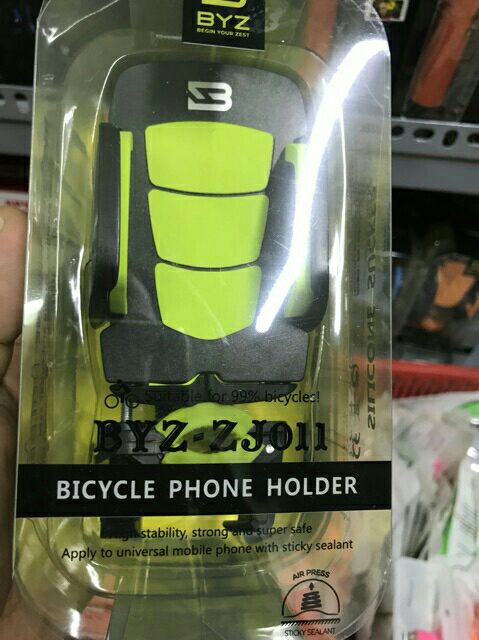 BYZ
BEGIN YOUR ZEST
Suitable for 99% bicycles!
BYZ-ZJ011
BICYCLE PHONE HOLDER
High stability, strong and super safe
Apply to universal mobile phone with sticky sealant
AIR PRESS
STICKY SEALANT